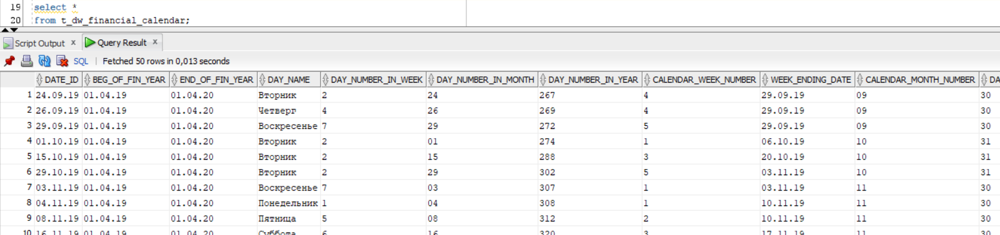 19 select *
20 from t_dw_financial_calendar;
Script Output x Query Result x
SQL | Fetched 50 rows in 0,013 seconds
DATE_ID BEG_OF_FIN_YEAR END_OF_FIN_YEAR DAY_NAME DAY_NUMBER_IN_WEEK DAY_NUMBER_IN_MONTH DAY_NUMBER_IN_YEAR CALENDAR_WEEK_NUMBER WEEK_ENDING_DATE CALENDAR_MONTH_NUMBER DA
1 24.09.19 01.04.19 01.04.20 Вторник 2 24 267 4 29.09.19 09 30
2 26.09.19 01.04.19 01.04.20 Четверг 4 26 269 4 29.09.19 09 30
3 29.09.19 01.04.19 01.04.20 Воскресенье 7 29 272 5 29.09.19 09 30
4 01.10.19 01.04.19 01.04.20 Вторник 2 01 274 1 06.10.19 10 31
5 15.10.19 01.04.19 01.04.20 Вторник 2 15 288 3 20.10.19 10 31
6 29.10.19 01.04.19 01.04.20 Вторник 2 29 302 5 03.11.19 10 31
7 03.11.19 01.04.19 01.04.20 Воскресенье 7 03 307 1 03.11.19 11 30
8 04.11.19 01.04.19 01.04.20 Понедельник 1 04 308 1 10.11.19 11 30
9 08.11.19 01.04.19 01.04.20 Пятница 5 08 312 2 10.11.19 11 30
10 16.11.19 01.04.19 01.04.20 Суббота 6 16 320 3 17.11.19 11 30